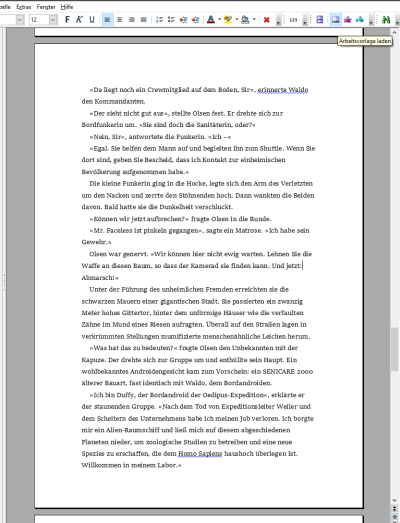 belle Extras Fenster Hilfe
12 F K U A
123
Arbeitsvorlage laden
»Da liegt noch ein Crewmitglied auf dem Boden, Sir«, erinnerte Waldo
den Kommandanten.
»Der sieht nicht gut aus«, stellte Olsen fest. Er drehte sich zur
Bordfunkerin um. »Sie sind doch die Sanitäterin, oder?«
»Nein, Sir«, antwortete die Funkerin. »Ich –«
»Egal. Sie helfen dem Mann auf und begleiten ihn zum Shuttle. Wenn Sie
dort sind, geben Sie Bescheid, dass ich Kontakt zur einheimischen
Bevölkerung aufgenommen habe.«
Die kleine Funkerin ging in die Hocke, legte sich den Arm des Verletzten
um den Nacken und zerrte den Stöhnenden hoch. Dann wankten die Beiden
davon. Bald hatte sie die Dunkelheit verschluckt.
»Können wir jetzt aufbrechen?« fragte Olsen in die Runde.
»Mr. Faceless ist pinkeln gegangen«, sagte ein Matrose. »Ich habe sein
Gewehr.«
Olsen war genervt. »Wir können hier nicht ewig warten. Lehnen Sie die
Waffe an diesen Baum, so dass der Kamerad sie finden kann. Und jetzt:
Abmarsch!«
Unter der Führung des unheimlichen Fremden erreichten sie die
schwarzen Mauern einer gigantischen Stadt. Sie passierten ein zwanzig
Meter hohes Gittertor, hinter dem unförmige Häuser wie die verfaulten
Zähne im Mund eines Riesen aufragten. Überall auf den Straßen lagen in
verkrümmten Stellungen mumifizierte menschenähnliche Leichen herum.
»Was hat das zu bedeuten?« fragte Olsen den Unbekannten mit der
Kapuze. Der drehte sich zur Gruppe um und enthüllte sein Haupt. Ein
wohlbekanntes Androidengesicht kam zum Vorschein: ein SENICARE 2000
älterer Bauart, fast identisch mit Waldo, dem Bordandroiden.
»Ich bin Duffy, der Bordandroid der Oedipus-Expedition«, erklärte er
der staunenden Gruppe. »Nach dem Tod von Expeditionsleiter Weiler und
dem Scheitern des Unternehmens habe ich meinen Job verloren. Ich borgte
mir ein Alien-Raumschiff und ließ mich auf diesem abgeschiedenen
Planeten nieder, um zoologische Studien zu betreiben und eine neue
Spezies zu erschaffen, die dem Homo Sapiens haushoch überlegen ist.
Willkommen in meinem Labor.«